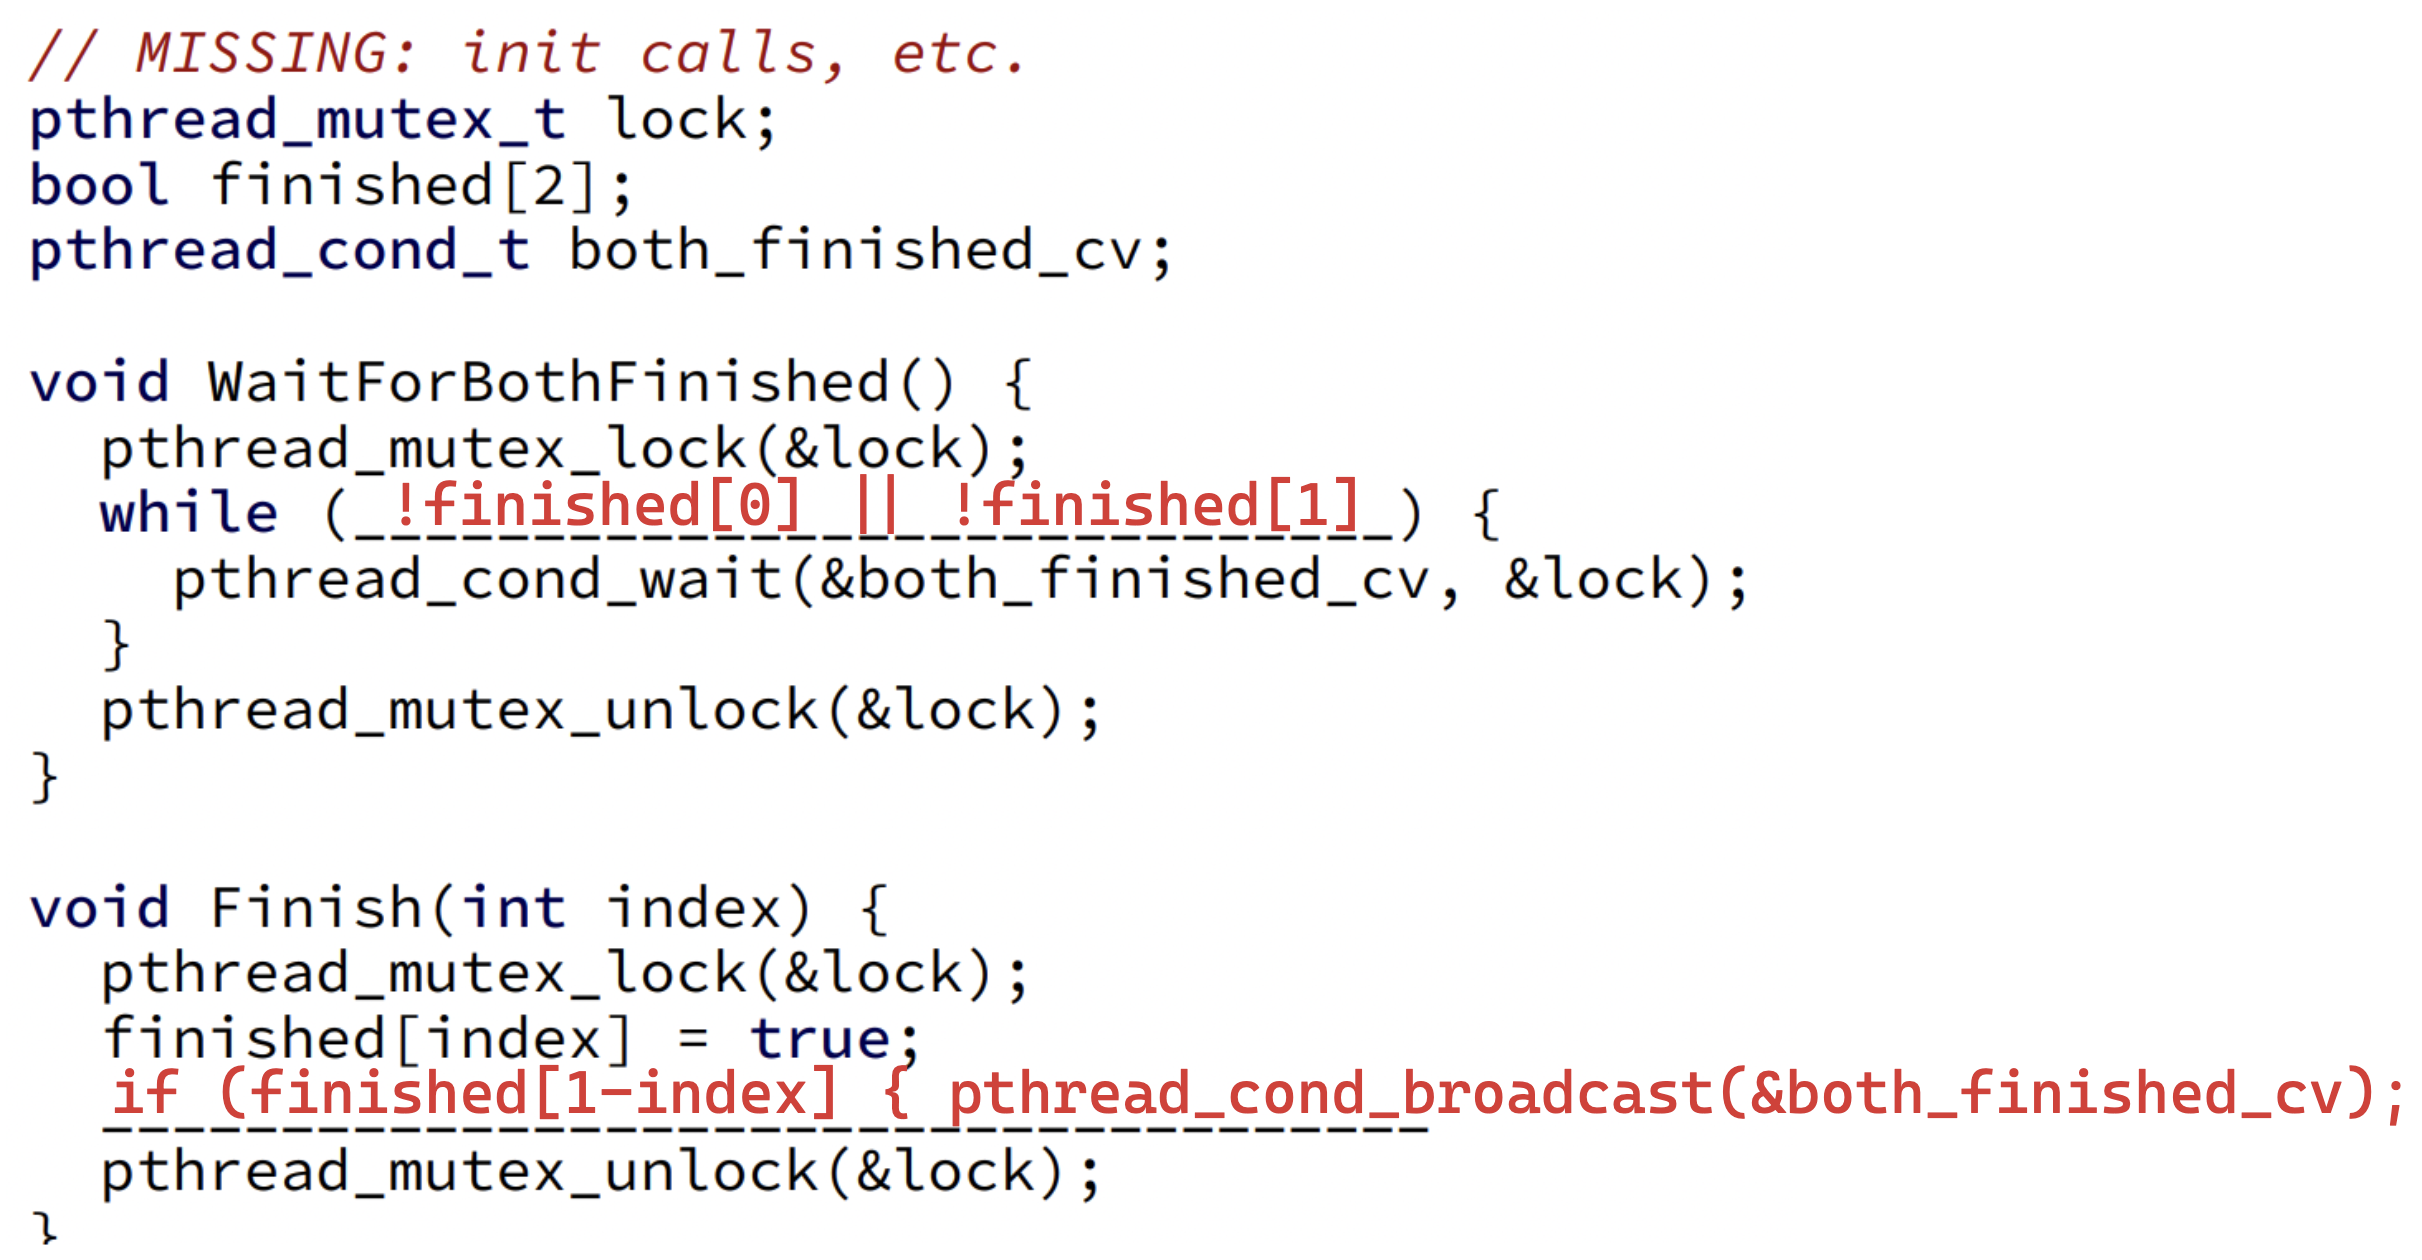 // MISSING: init calls, etc.
pthread_mutex_t lock;
bool finished[2];
pthread_cond_t both_finished_cv;

void WaitForBothFinished() {
  pthread_mutex_lock(&lock);
  while (_!finished[0] || !finished[1]_) {
    pthread_cond_wait(&both_finished_cv, &lock);
  }
  pthread_mutex_unlock(&lock);
}

void Finish(int index) {
  pthread_mutex_lock(&lock);
  finished[index] = true;
  if (finished[1-index] { pthread_cond_broadcast(&both_finished_cv);
  pthread_mutex_unlock(&lock);
}